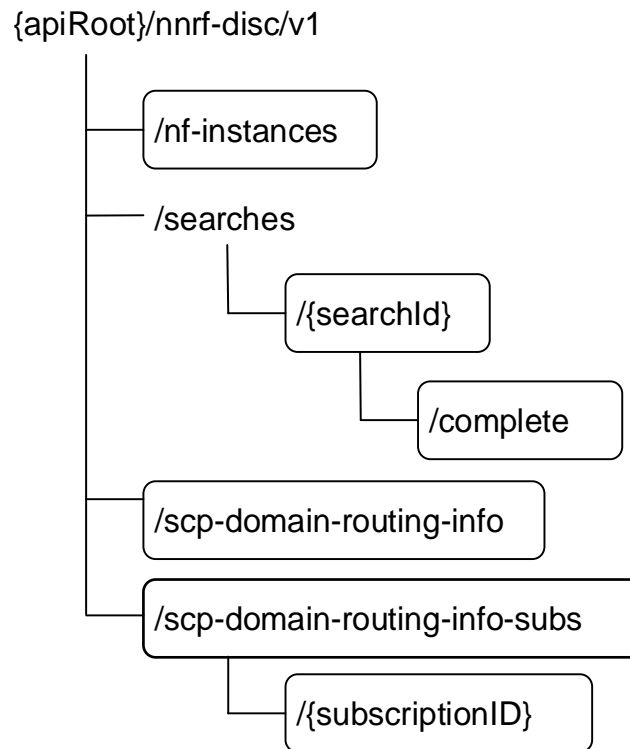 {apiRoot}/nnrf-disc/v1
/nf-instances
/searches
/{searchId}
/complete
/scp-domain-routing-info
/scp-domain-routing-info-subs
/{subscriptionID}